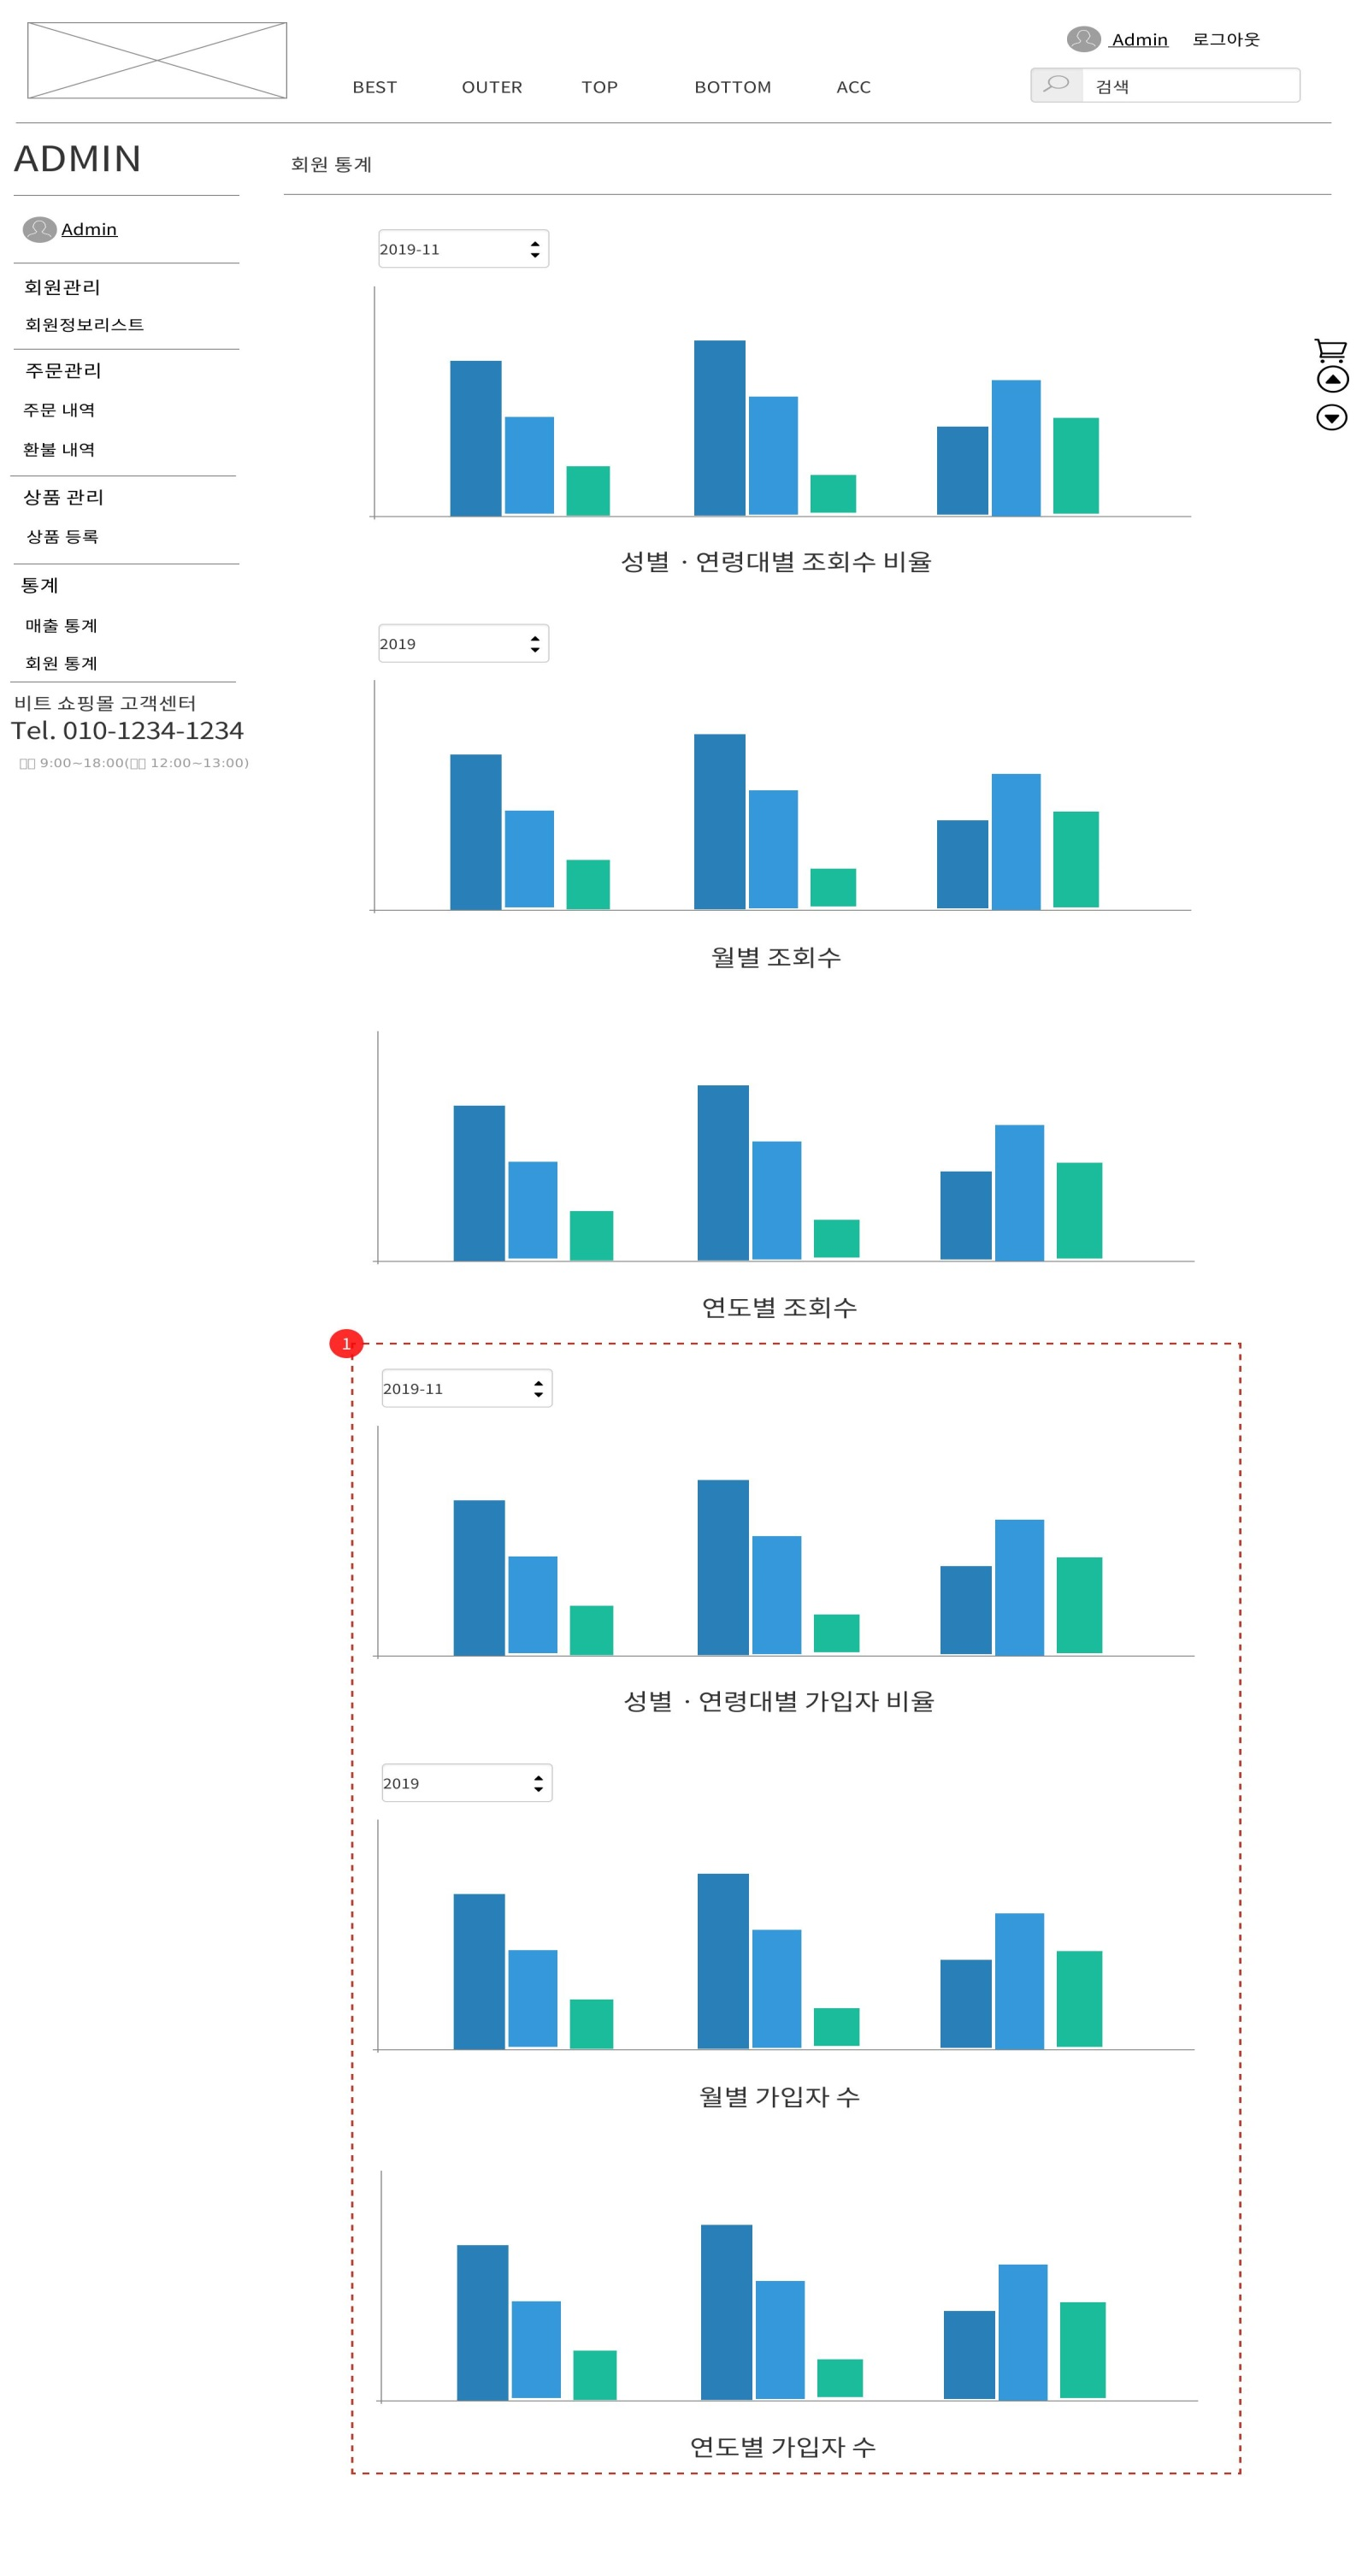 Admin 로그아웃
BEST OUTER TOP BOTTOM ACC 검색
ADMIN
Admin
회원관리
회원정보리스트
주문관리
주문 내역
환불 내역
상품 관리
상품 등록
통계
매출 통계
회원 통계
비트 쇼핑몰 고객센터
Tel. 010-1234-1234
9:00~18:00( 12:00~13:00)
회원 통계
2019-11
성별 · 연령대별 조회수 비율
2019
월별 조회수
연도별 조회수
1
2019-11
성별 · 연령대별 가입자 비율
2019
월별 가입자 수
연도별 가입자 수